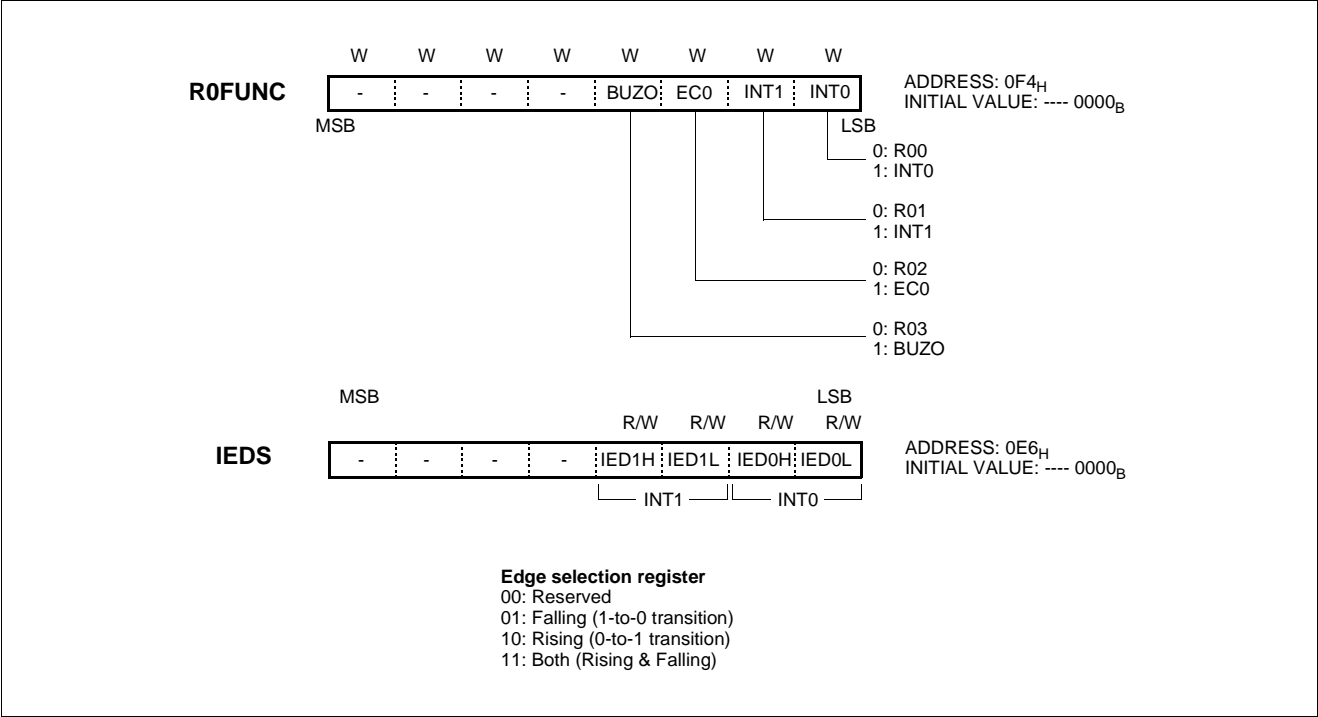 W W W W W W W W
R0FUNC - - - - BUZO EC0 INT1 INT0 ADDRESS: 0F4H
INITIAL VALUE: ---- 0000B
MSB LSB
0: R00
1: INT0
0: R01
1: INT1
0: R02
1: EC0
0: R03
1: BUZO
MSB LSB
R/W R/W R/W R/W
IEDS - - - - IED1H IED1L IED0H IED0L ADDRESS: 0E6H
INITIAL VALUE: ---- 0000B
INT1 INT0
Edge selection register
00: Reserved
01: Falling (1-to-0 transition)
10: Rising (0-to-1 transition)
11: Both (Rising & Falling)